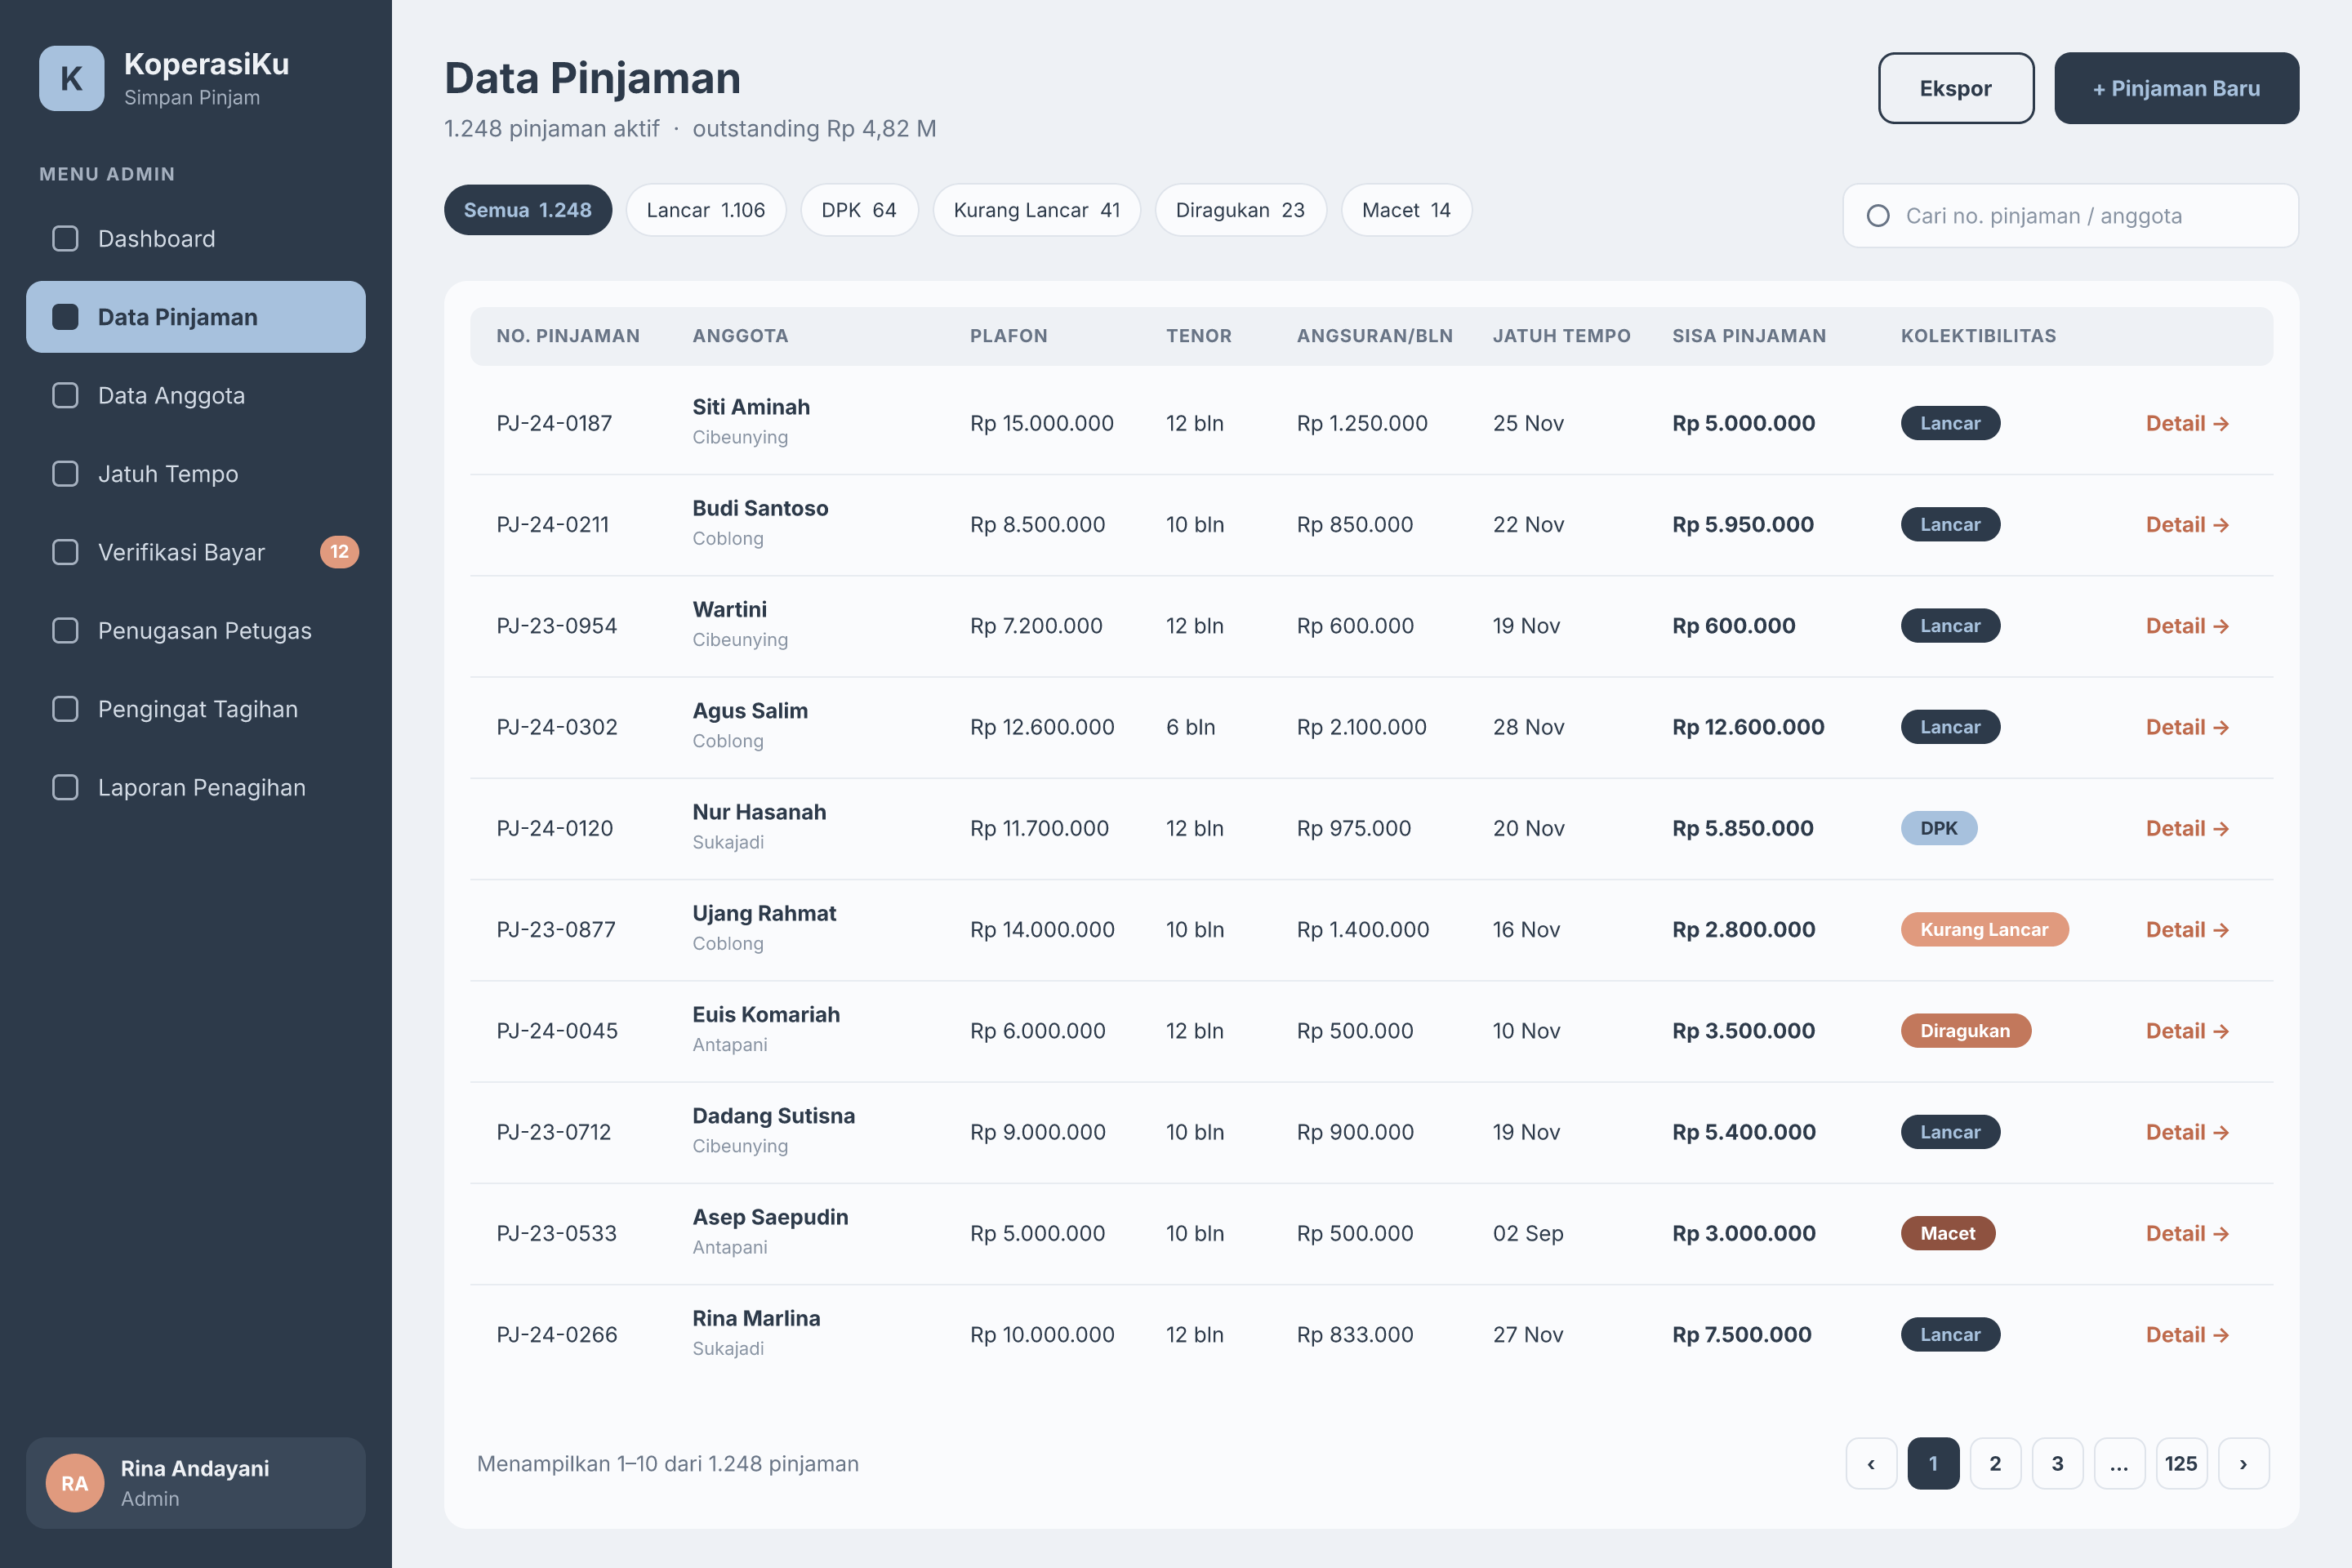 K
KoperasiKu
Simpan Pinjam
MENU ADMIN
Dashboard
Data Pinjaman
Data Anggota
Jatuh Tempo
Verifikasi Bayar 12
Penugasan Petugas
Pengingat Tagihan
Laporan Penagihan
RA
Rina Andayani
Admin
Data Pinjaman
1.248 pinjaman aktif · outstanding Rp 4,82 M
Ekspor
+ Pinjaman Baru
Semua 1.248
Lancar 1.106
DPK 64
Kurang Lancar 41
Diragukan 23
Macet 14
Cari no. pinjaman / anggota
NO. PINJAMAN ANGGOTA PLAFON TENOR ANGSURAN/BLN JATUH TEMPO SISA PINJAMAN KOLEKTIBILITAS
PJ-24-0187 Siti Aminah Rp 15.000.000 12 bln Rp 1.250.000 25 Nov Rp 5.000.000 Lancar Detail →
Cibeunying
PJ-24-0211 Budi Santoso Rp 8.500.000 10 bln Rp 850.000 22 Nov Rp 5.950.000 Lancar Detail →
Coblong
PJ-23-0954 Wartini Rp 7.200.000 12 bln Rp 600.000 19 Nov Rp 600.000 Lancar Detail →
Cibeunying
PJ-24-0302 Agus Salim Rp 12.600.000 6 bln Rp 2.100.000 28 Nov Rp 12.600.000 Lancar Detail →
Coblong
PJ-24-0120 Nur Hasanah Rp 11.700.000 12 bln Rp 975.000 20 Nov Rp 5.850.000 DPK Detail →
Sukajadi
PJ-23-0877 Ujang Rahmat Rp 14.000.000 10 bln Rp 1.400.000 16 Nov Rp 2.800.000 Kurang Lancar Detail →
Coblong
PJ-24-0045 Euis Komariah Rp 6.000.000 12 bln Rp 500.000 10 Nov Rp 3.500.000 Diragukan Detail →
Antapani
PJ-23-0712 Dadang Sutisna Rp 9.000.000 10 bln Rp 900.000 19 Nov Rp 5.400.000 Lancar Detail →
Cibeunying
PJ-23-0533 Asep Saepudin Rp 5.000.000 10 bln Rp 500.000 02 Sep Rp 3.000.000 Macet Detail →
Antapani
PJ-24-0266 Rina Marlina Rp 10.000.000 12 bln Rp 833.000 27 Nov Rp 7.500.000 Lancar Detail →
Sukajadi
Menampilkan 1–10 dari 1.248 pinjaman
‹ 1 2 3 … 125 ›